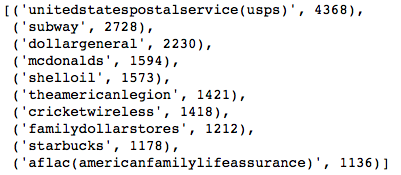 [('unitedstatespostalservice(usps)', 4368),
('subway', 2728),
('dollargeneral', 2230),
('mcdonalds', 1594),
('shelloil', 1573),
('theamericanlegion', 1421),
('cricketwireless', 1418),
('familydollarstores', 1212),
('starbucks', 1178),
('aflac(americanfamilylifeassurance)', 1136)]